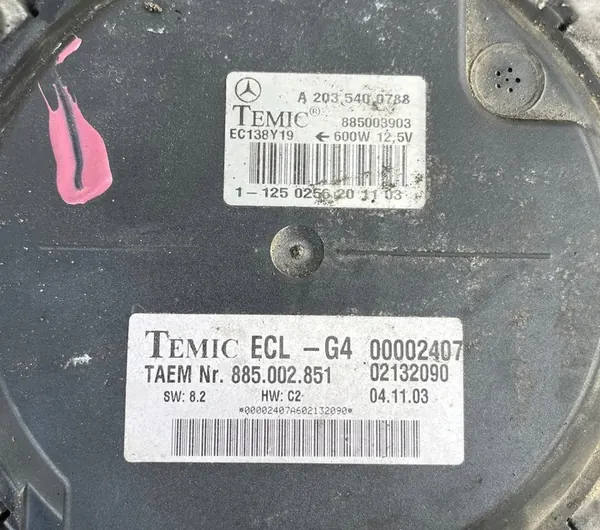 A 203 540 0788
TEMIC® 885003903
EC138Y19 ← 600W 12,5V
1-125 0256 20 11 03
TEMIC ECL -G4 00002407
TAEM Nr. 885.002.851 02132090
SW: 8.2 HW: C2 04.11.03
*00002407A602132090*